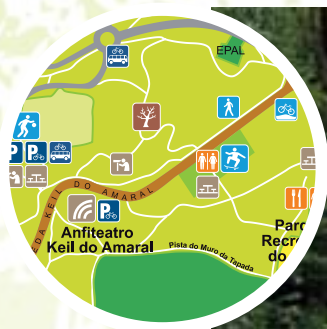 EPAL
EDA KEIL DO AMARAL
P P
P
Anfiteatro
Keil do Amaral
Pista do Muro da Tapada
Parq
Recre
do